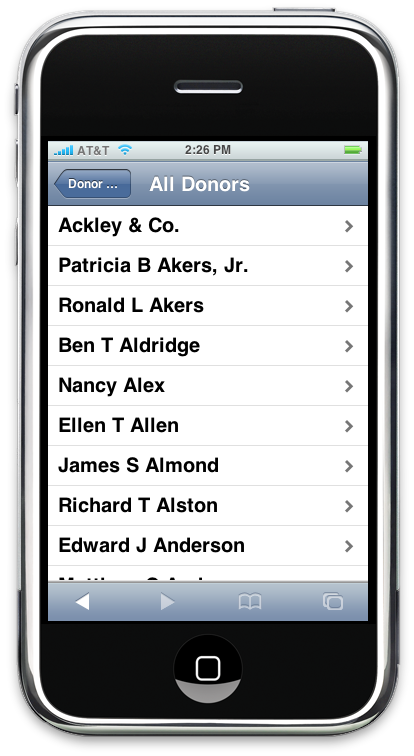 AT&T 2:26 PM
Donor ... All Donors
Ackley & Co.
Patricia B Akers, Jr.
Ronald L Akers
Ben T Aldridge
Nancy Alex
Ellen T Allen
James S Almond
Richard T Alston
Edward J Anderson